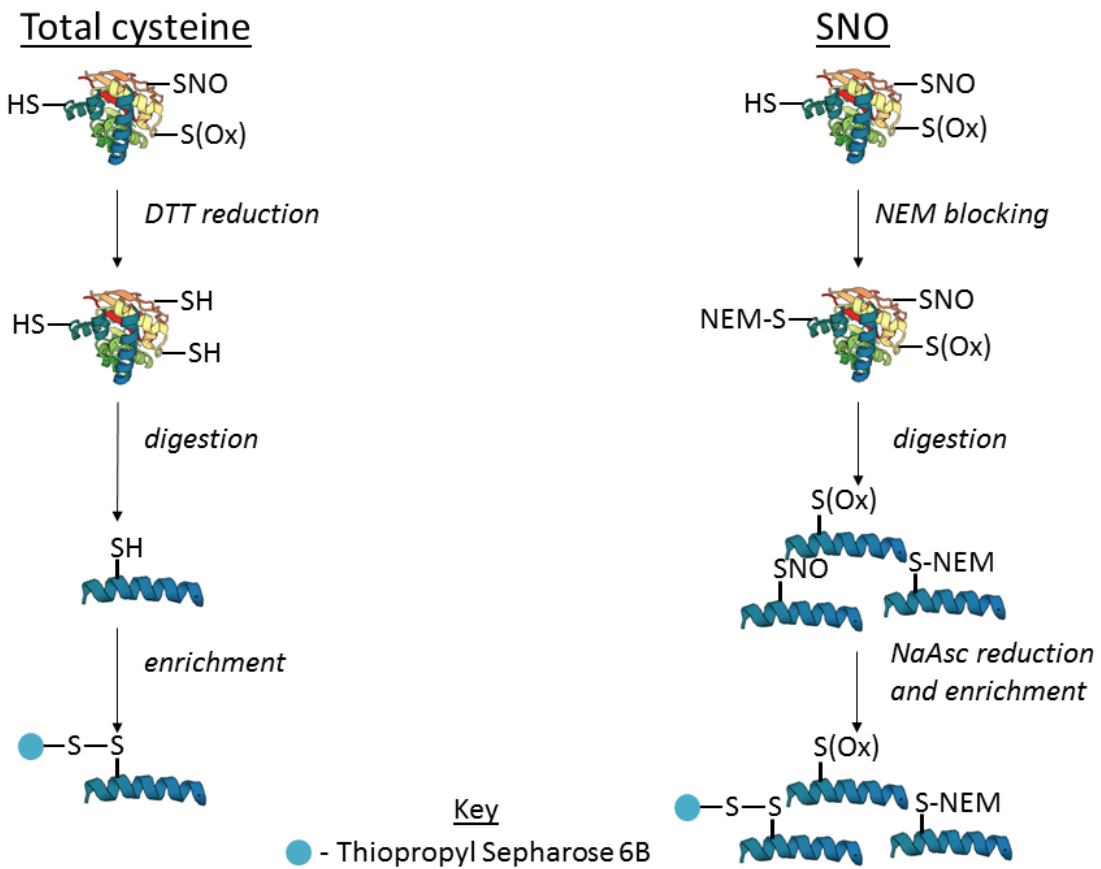 Total cysteine
SNO
HS
SNO
S(Ox)
HS
SNO
S(Ox)
DTT reduction
NEM blocking
HS
SH
SH
NEM-S
SNO
S(Ox)
digestion
digestion
SH
S(Ox)
SNO
S-NEM
enrichment
NaAsc reduction
and enrichment
S
S
S(Ox)
S
S
S-NEM
Key
- Thiopropyl Sepharose 6B